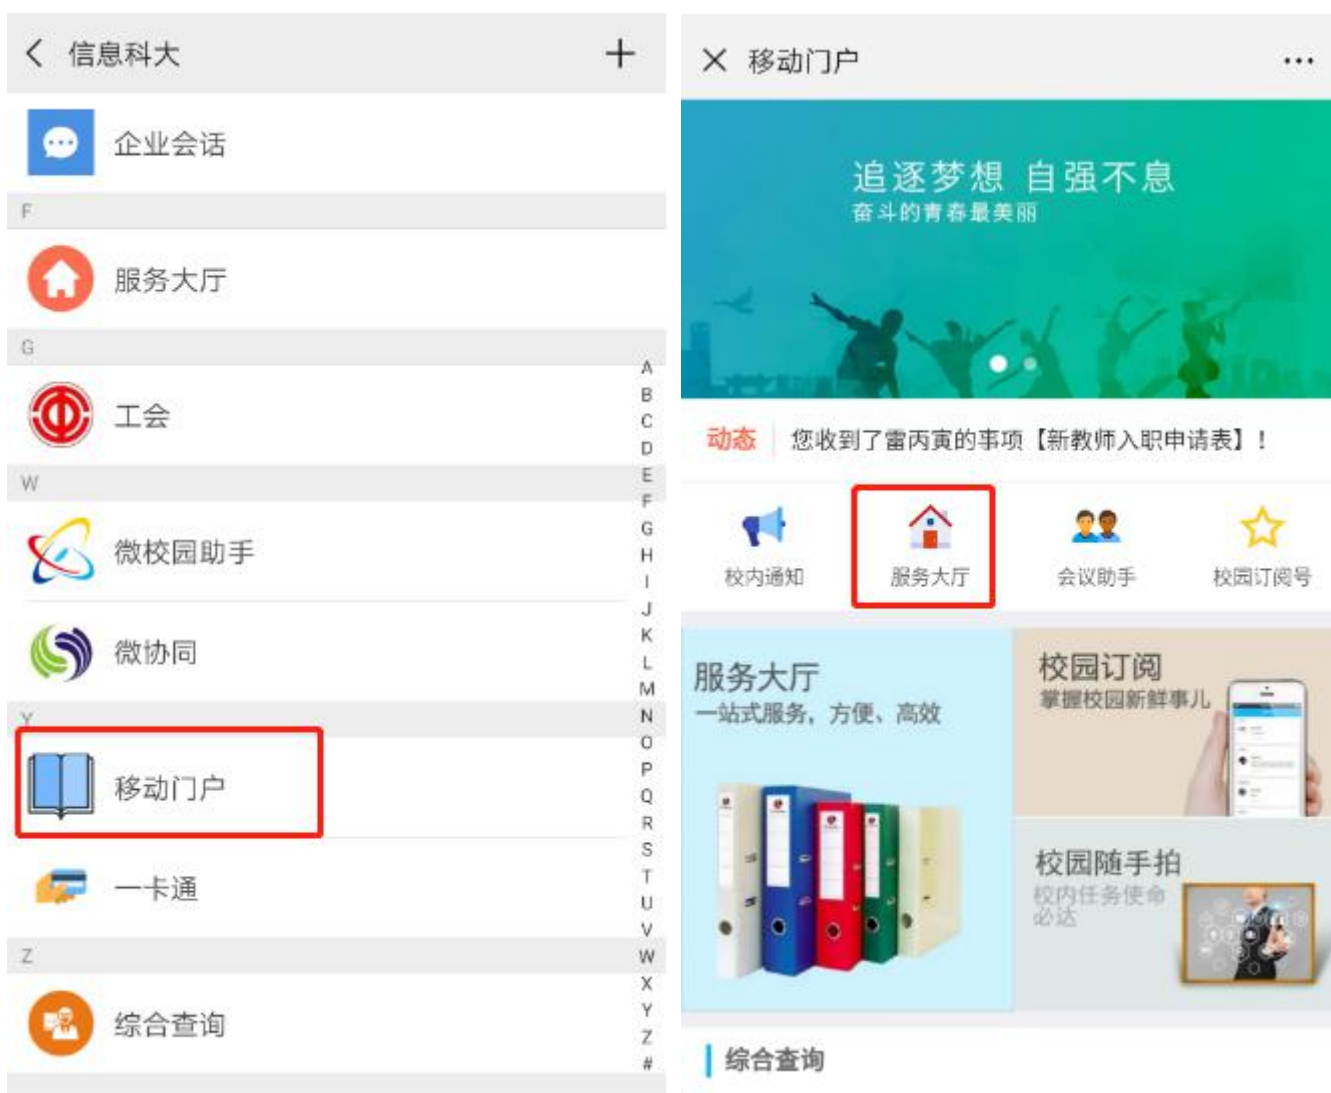 信息科大
企业会话
F
服务大厅
G
工会
W
微校园助手
微协同
Y
移动门户
一卡通
Z
综合查询
A
B
C
D
E
F
G
H
I
J
K
L
M
N
O
P
Q
R
S
T
U
V
W
X
Y
Z
#
移动门户
追逐梦想 自强不息
奋斗的青春最美丽
动态 您收到了雷丙寅的事项【新教师入职申请表】!
校内通知 服务大厅 会议助手 校园订阅号
服务大厅
一站式服务,方便、高效
校园订阅
掌握校园新鲜事儿
校园随手拍
校内任务使命
必达
综合查询